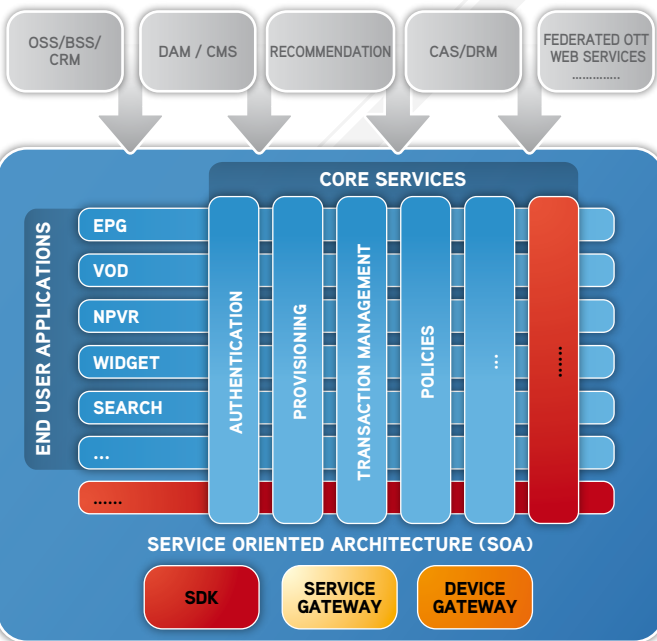 OSS/BSS/
CRM
DAM / CMS
RECOMMENDATION
CAS/DRM
FEDERATED OTT
WEB SERVICES
..............
CORE SERVICES
END USER APPLICATIONS
EPG
VOD
NPVR
WIDGET
SEARCH
...
......
AUTHENTICATION
PROVISIONING
TRANSACTION MANAGEMENT
POLICIES
...
......
SERVICE ORIENTED ARCHITECTURE (SOA)
SDK
SERVICE
GATEWAY
DEVICE
GATEWAY